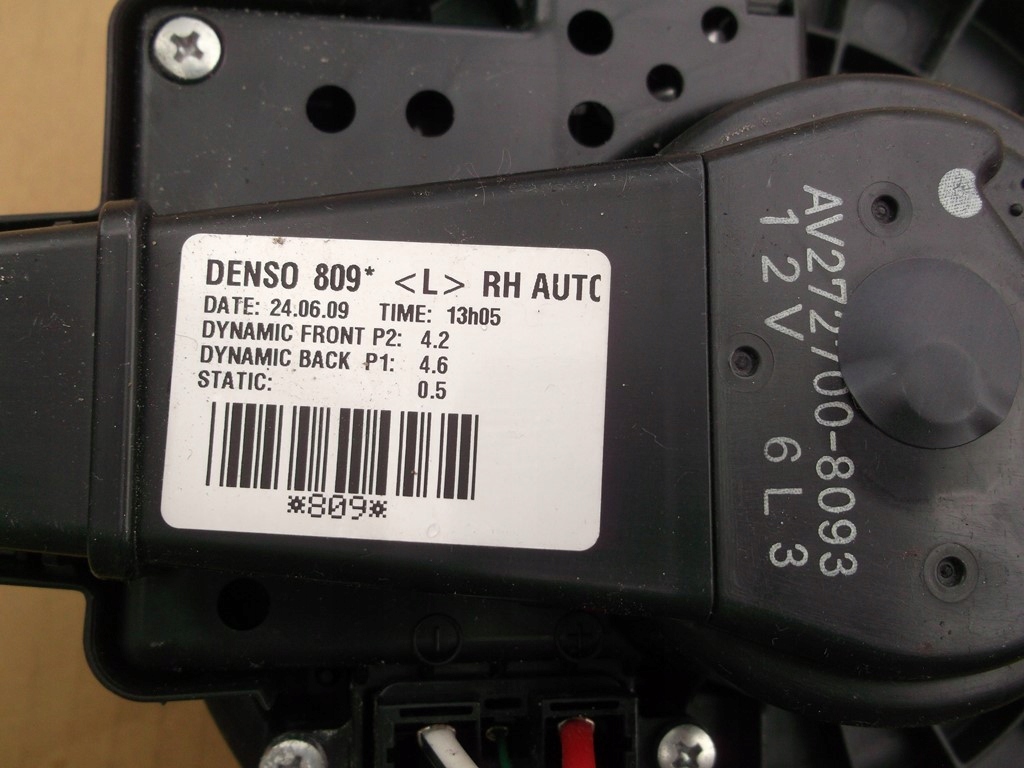 DENSO 809* <L> RH AUTO
DATE: 24.06.09 TIME: 13h05
DYNAMIC FRONT P2: 4.2
DYNAMIC BACK P1: 4.6
STATIC: 0.5
*809*
AV272700-8093
12V 6L3
- +